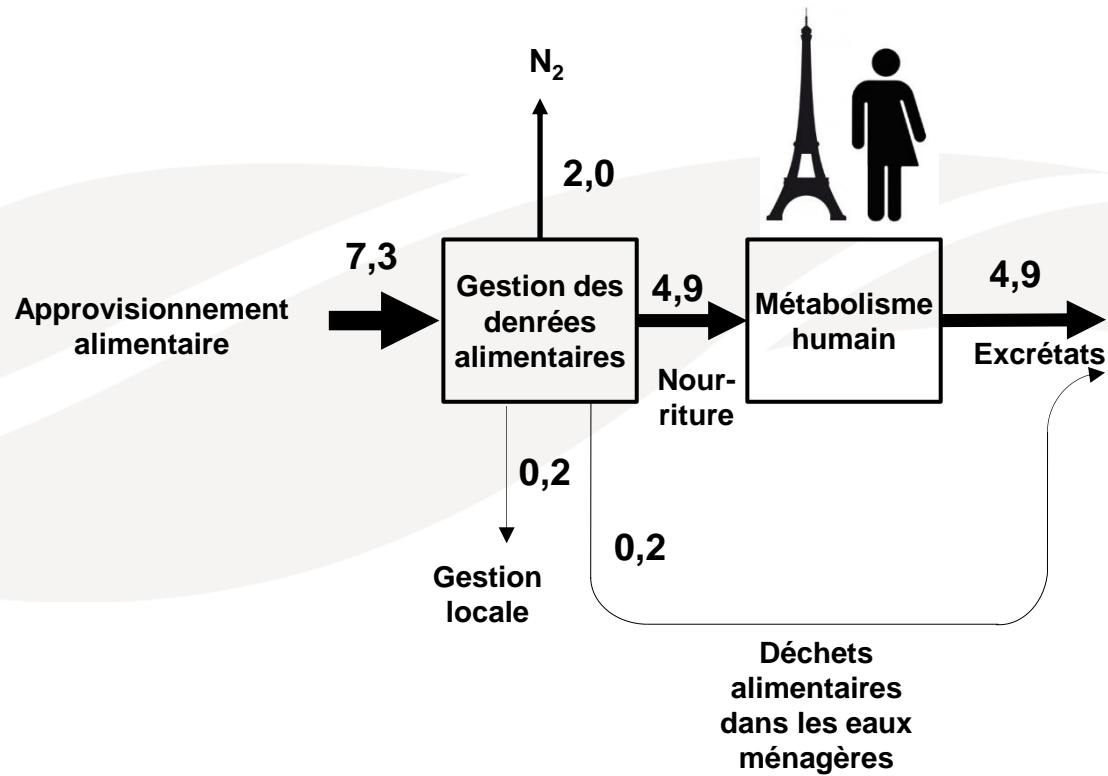 N₂
2,0
7,3
Approvisionnement
alimentaire
Gestion des
denrées
alimentaires
4,9
Nour-
riture
Métabolisme
humain
4,9
Excrétats
0,2
Gestion
locale
0,2
Déchets
alimentaires
dans les eaux
ménagères